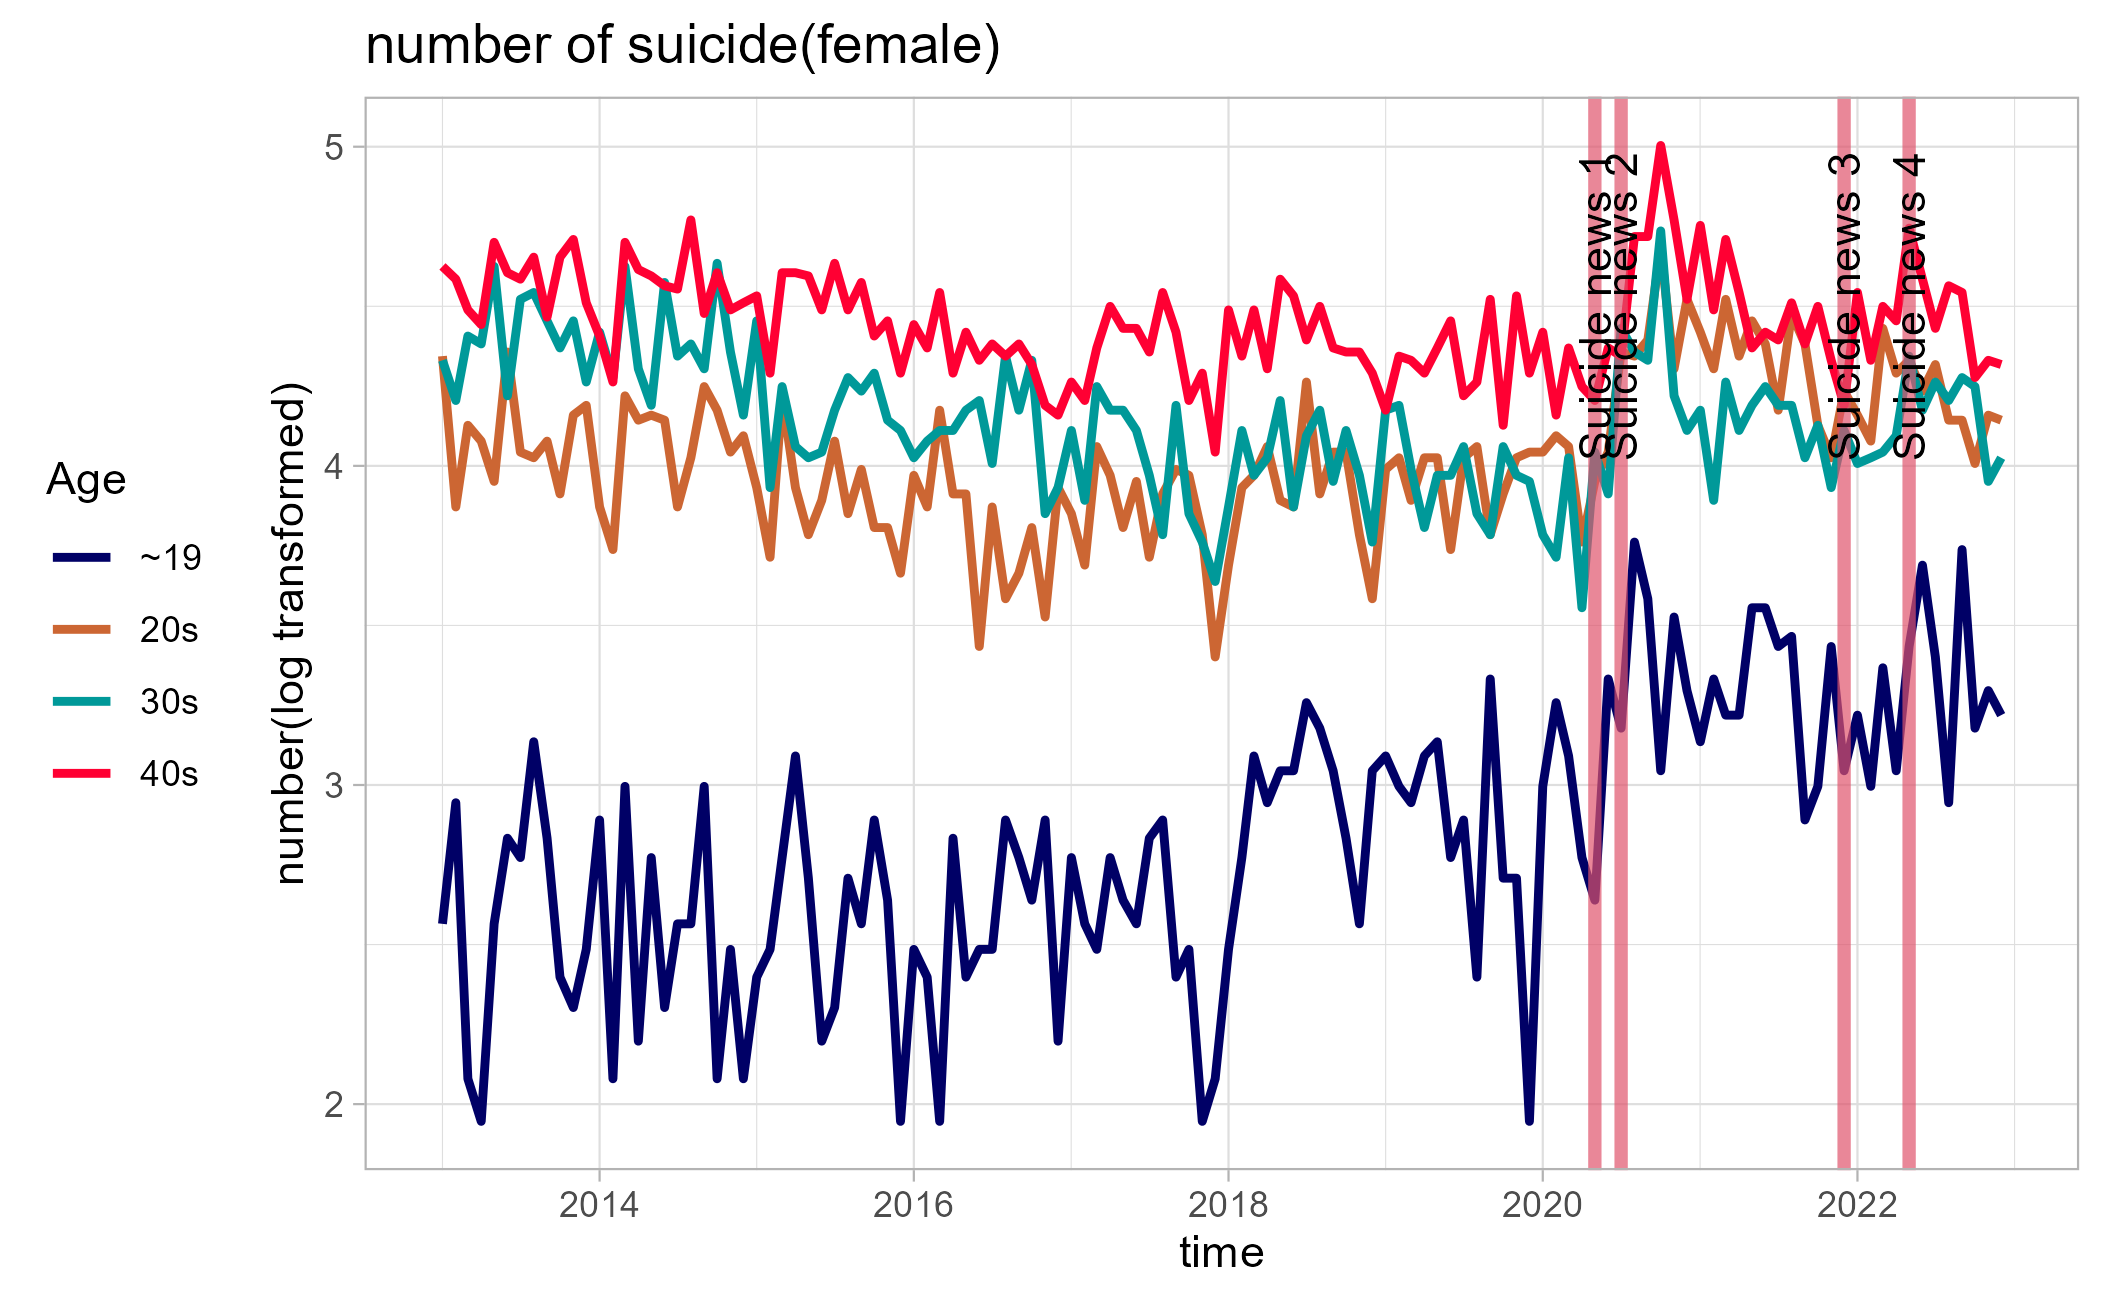 number of suicide(female)
number(log transformed)
5
4
3
2
Suicide news 1
Suicide news 2
Suicide news 3
Suicide news 4
2014
2016
2018
2020
2022
time
Age
~19
20s
30s
40s